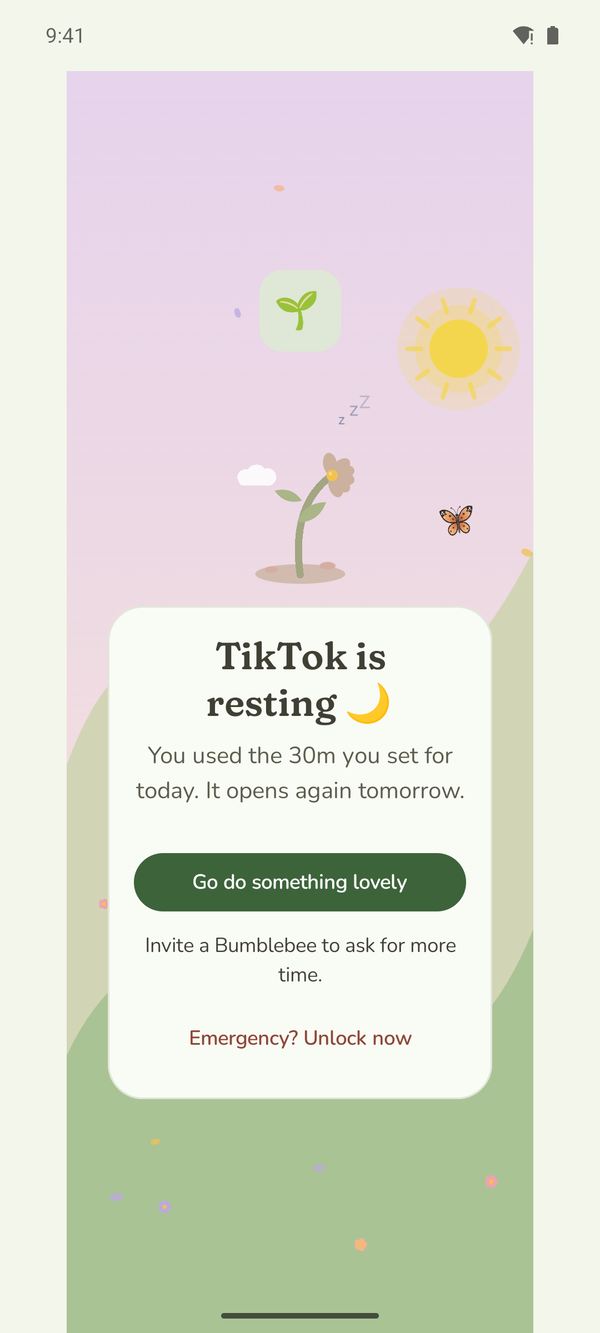 9:41
z z z
TikTok is
resting 🌙
You used the 30m you set for
today. It opens again tomorrow.
Go do something lovely
Invite a Bumblebee to ask for more
time.
Emergency? Unlock now